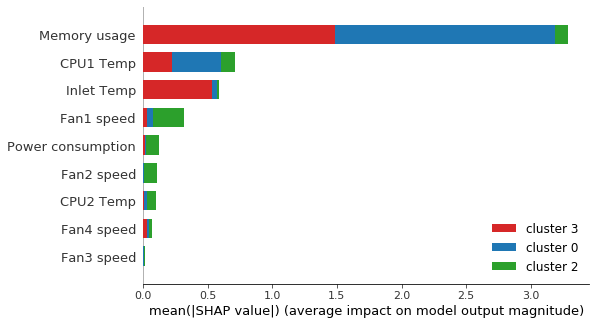 Memory usage
CPU1 Temp
Inlet Temp
Fan1 speed
Power consumption
Fan2 speed
CPU2 Temp
Fan4 speed
Fan3 speed
cluster 3
cluster 0
cluster 2
0.0 0.5 1.0 1.5 2.0 2.5 3.0
mean(|SHAP value|) (average impact on model output magnitude)